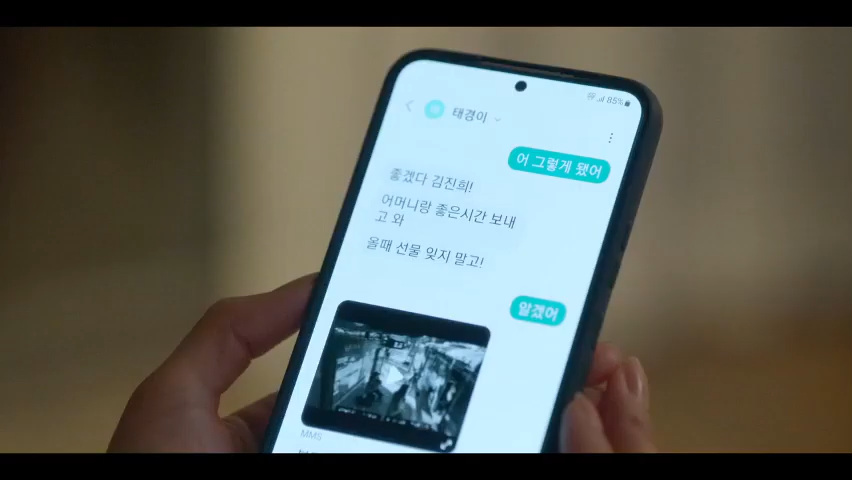 85%
태경이
어 그렇게 됐어
좋겠다 김진희!
어머니랑 좋은시간 보내
고 와
올때 선물 잊지 말고!
알겠어
MMS